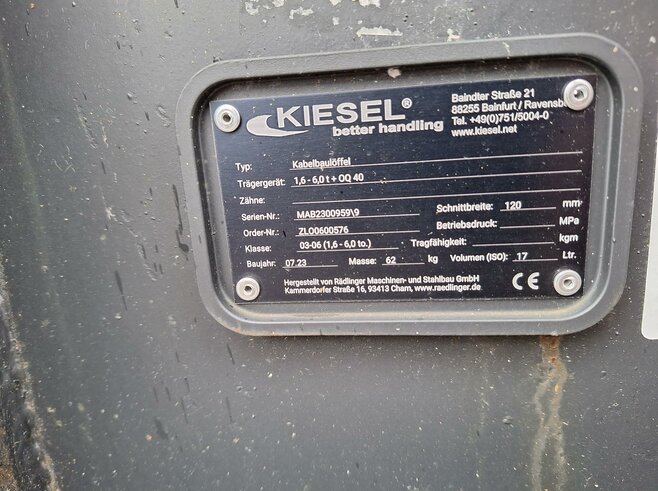 KIESEL®
better handling
Baindter Straße 21
88255 Bainfurt / Ravensb
Tel. +49(0)751/5004-0
www.kiesel.net
Typ: Kabelbaulöffel
Trägergerät: 1,6 - 6,0 t + OQ 40
Zähne:
Serien-Nr.: MAB2300959\9 Schnittbreite: 120 mm
Order-Nr.: ZLO0600576 Betriebsdruck: MPa
Klasse: 03-06 (1,6 - 6,0 to.) Tragfähigkeit: kgm
Baujahr: 07.23 Masse: 62 kg Volumen (ISO): 17 Ltr.
Hergestellt von Rädlinger Maschinen- und Stahlbau GmbH
Kammerdorfer Straße 16, 93413 Cham, www.raedlinger.de
CE